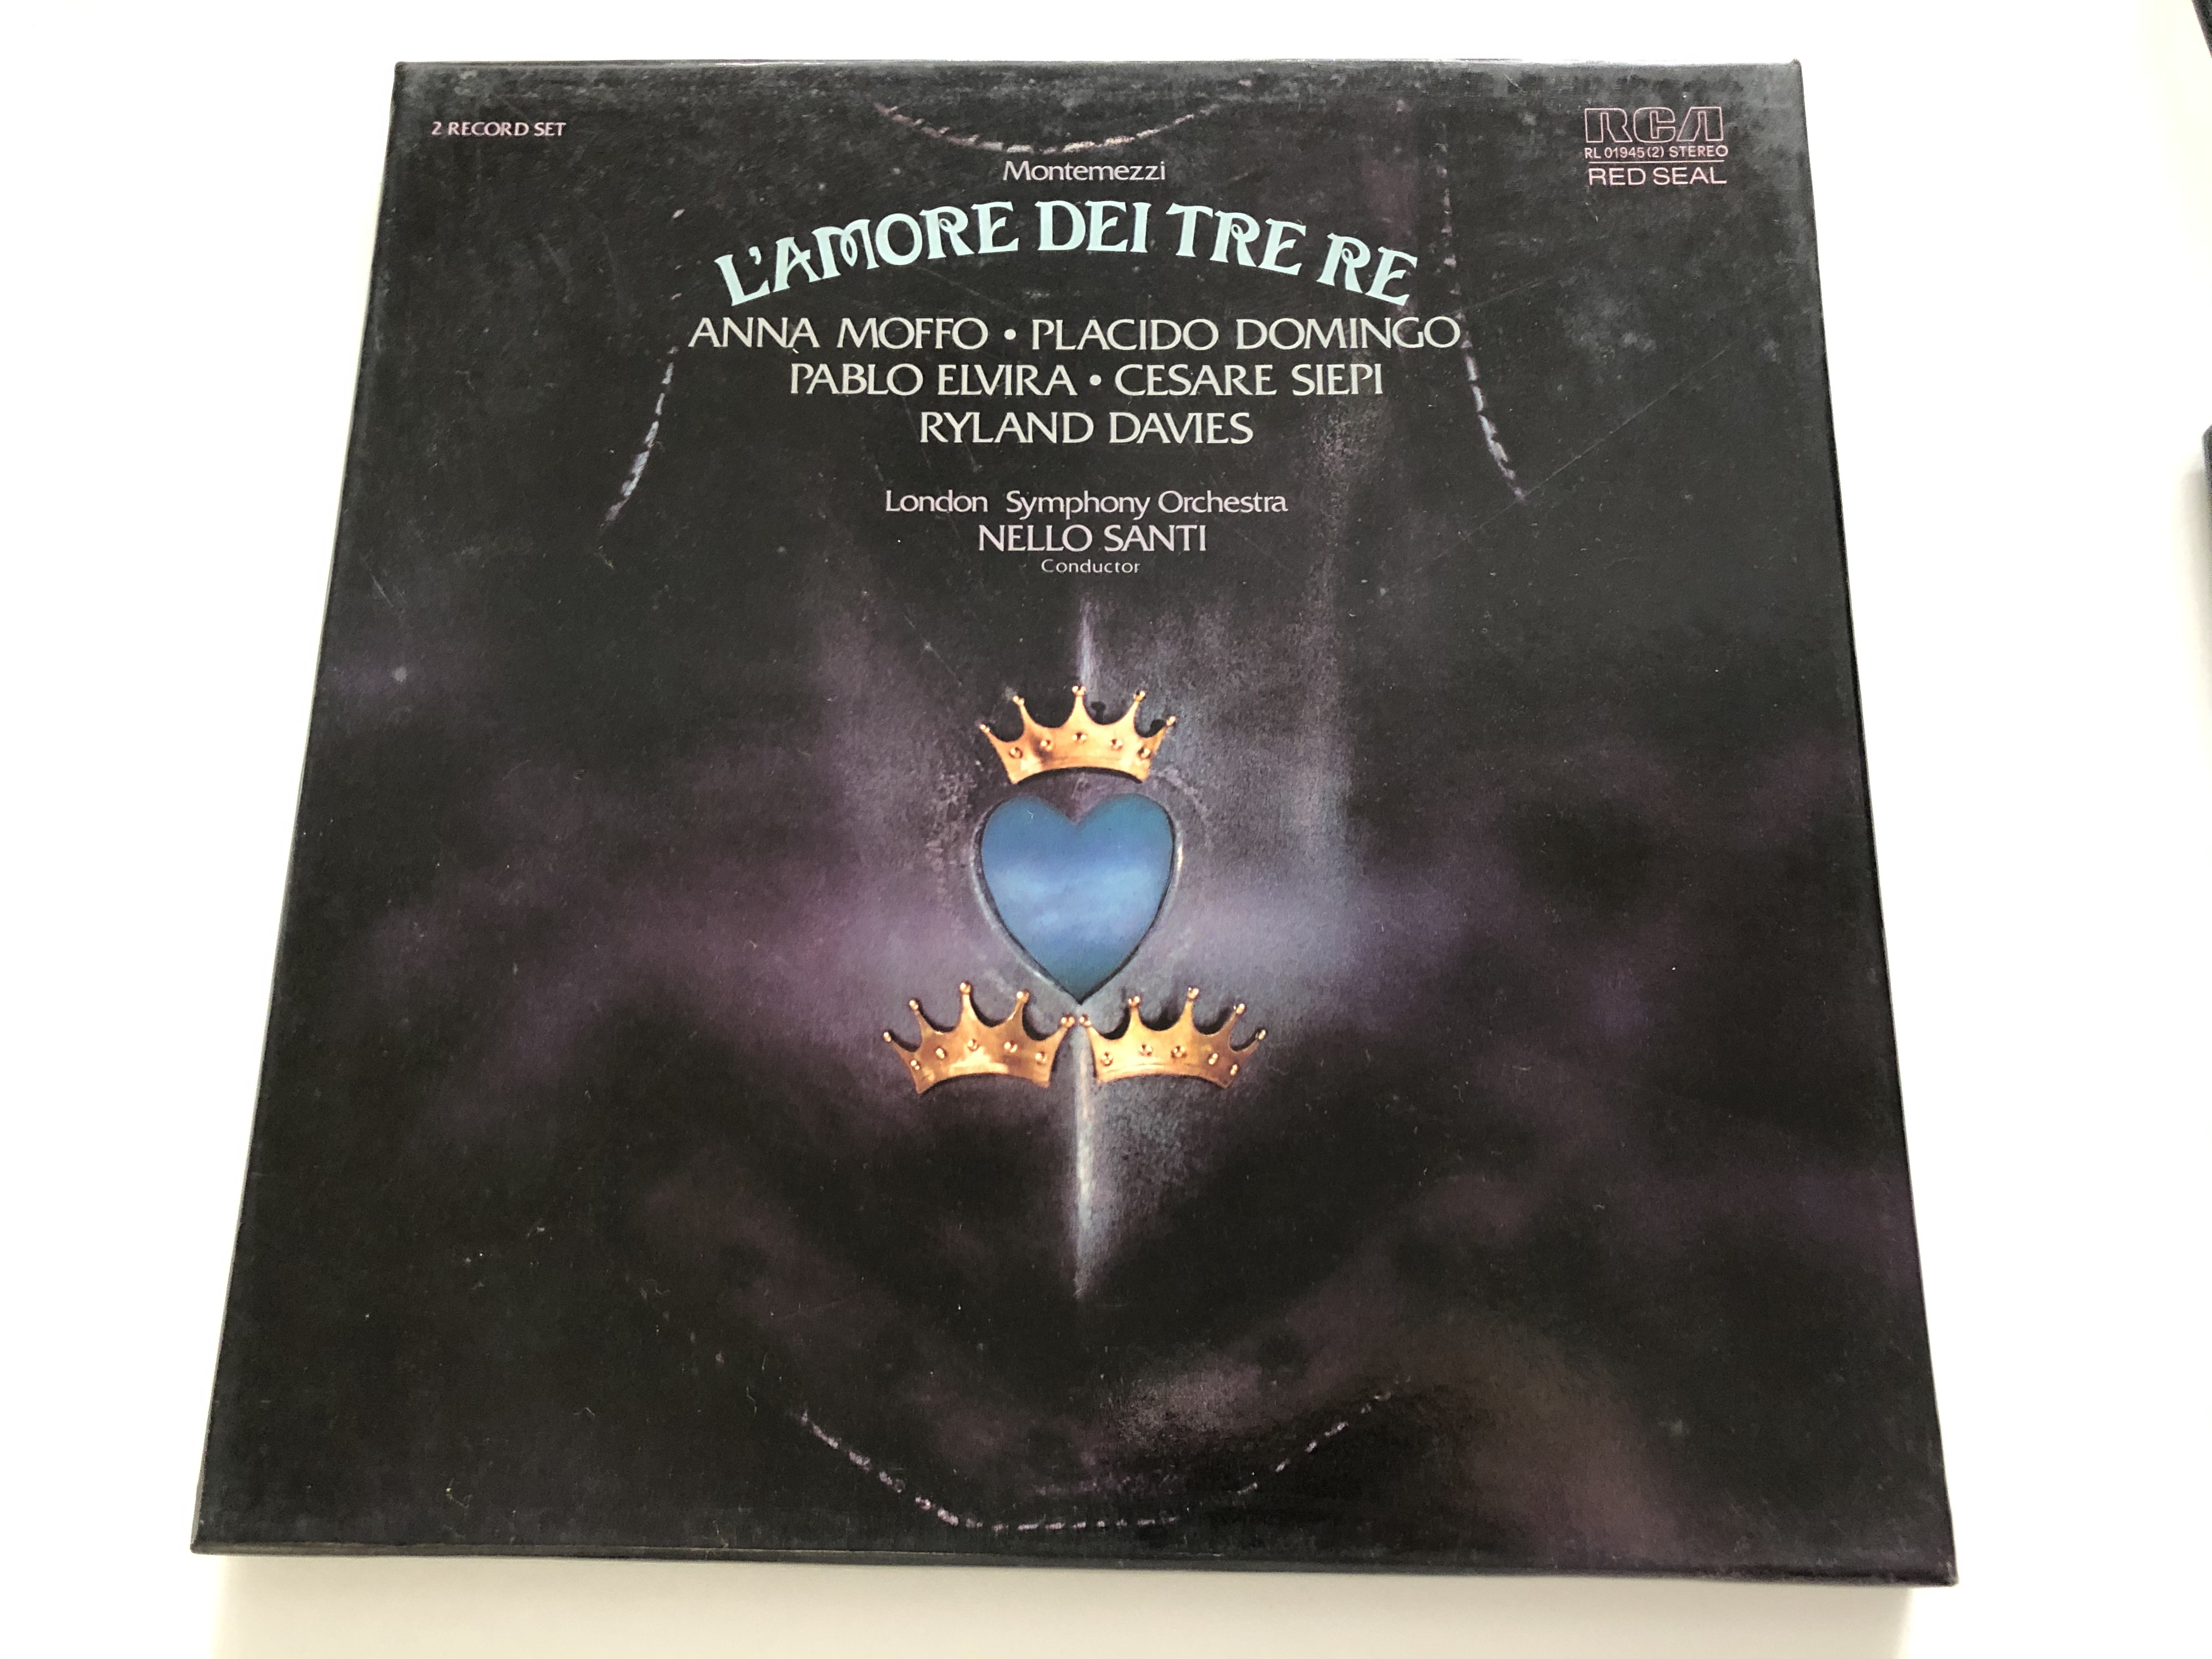 2 RECORD SET
RCA
RL 01945(2) STEREO
RED SEAL
Montemezzi
L'AMORE DEI TRE RE
ANNA MOFFO • PLACIDO DOMINGO
PABLO ELVIRA • CESARE SIEPI
RYLAND DAVIES
London Symphony Orchestra
NELLO SANTI
Conductor